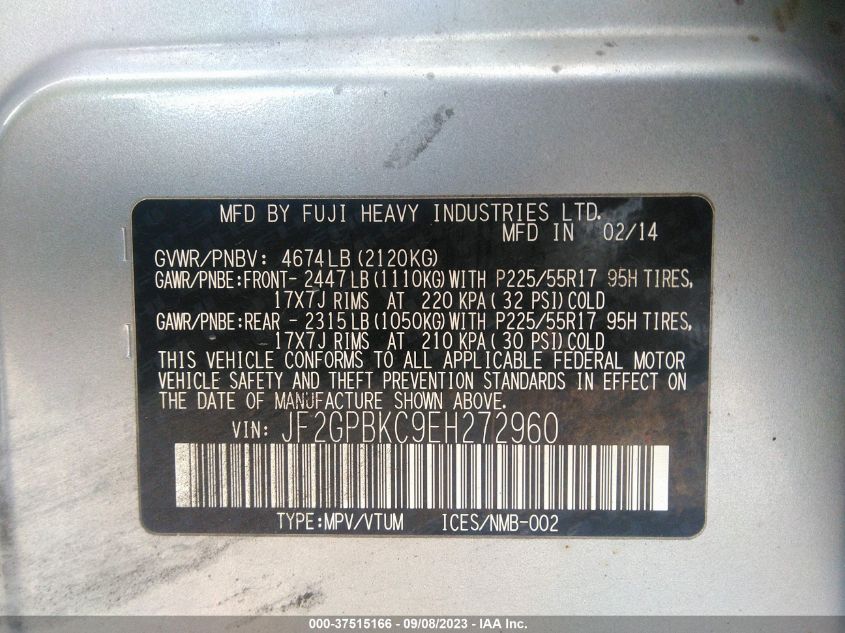 MFD BY FUJI HEAVY INDUSTRIES LTD.
MFD IN 02/14
GVWR/PNBV: 4674LB (2120KG)
GAWR/PNBE:FRONT- 2447LB(1110KG)WITH P225/55R17 95H TIRES,
17X7J RIMS AT 220 KPA( 32 PSI)COLD
GAWR/PNBE:REAR - 2315LB(1050KG)WITH P225/55R17 95H TIRES,
17X7J RIMS AT 210 KPA( 30 PSI)COLD
THIS VEHICLE CONFORMS TO ALL APPLICABLE FEDERAL MOTOR
VEHICLE SAFETY AND THEFT PREVENTION STANDARDS IN EFFECT ON
THE DATE OF MANUFACTURE SHOWN ABOVE.
VIN: JF2GPBKC9EH272960
TYPE:MPV/VTUM ICES/NMB-002
000-37515166 - 09/08/2023 - IAA Inc.